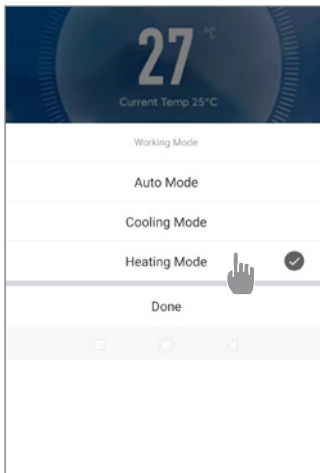 27 °C
Current Temp 25°C
Working Mode
Auto Mode
Cooling Mode
Heating Mode
Done